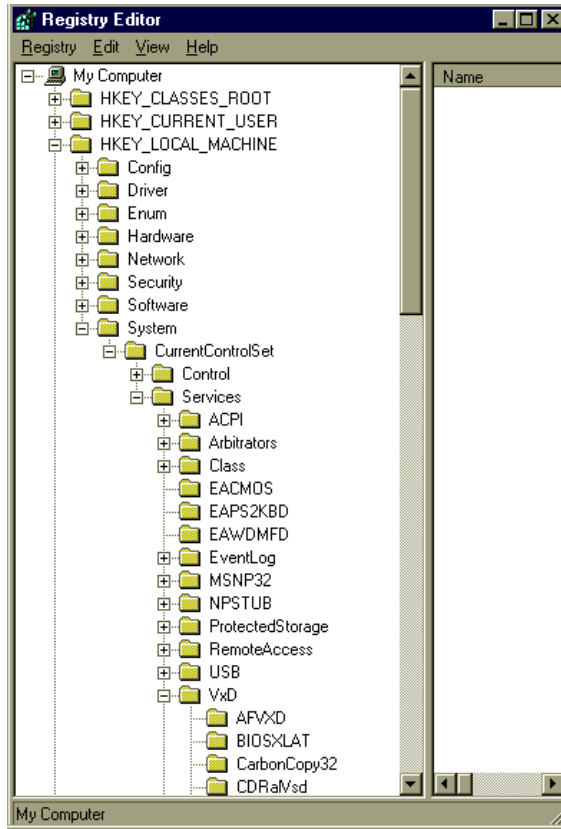 Registry Editor
Registry Edit View Help
My Computer
Name
HKEY_CLASSES_ROOT
HKEY_CURRENT_USER
HKEY_LOCAL_MACHINE
Config
Driver
Enum
Hardware
Network
Security
Software
System
CurrentControlSet
Control
Services
ACPI
Arbitrators
Class
EACMOS
EAPS2KBD
EAWDMFD
EventLog
MSNP32
NPSTUB
ProtectedStorage
RemoteAccess
USB
VxD
AFVXD
BIOSXLAT
CarbonCopy32
CDRalVsd
My Computer